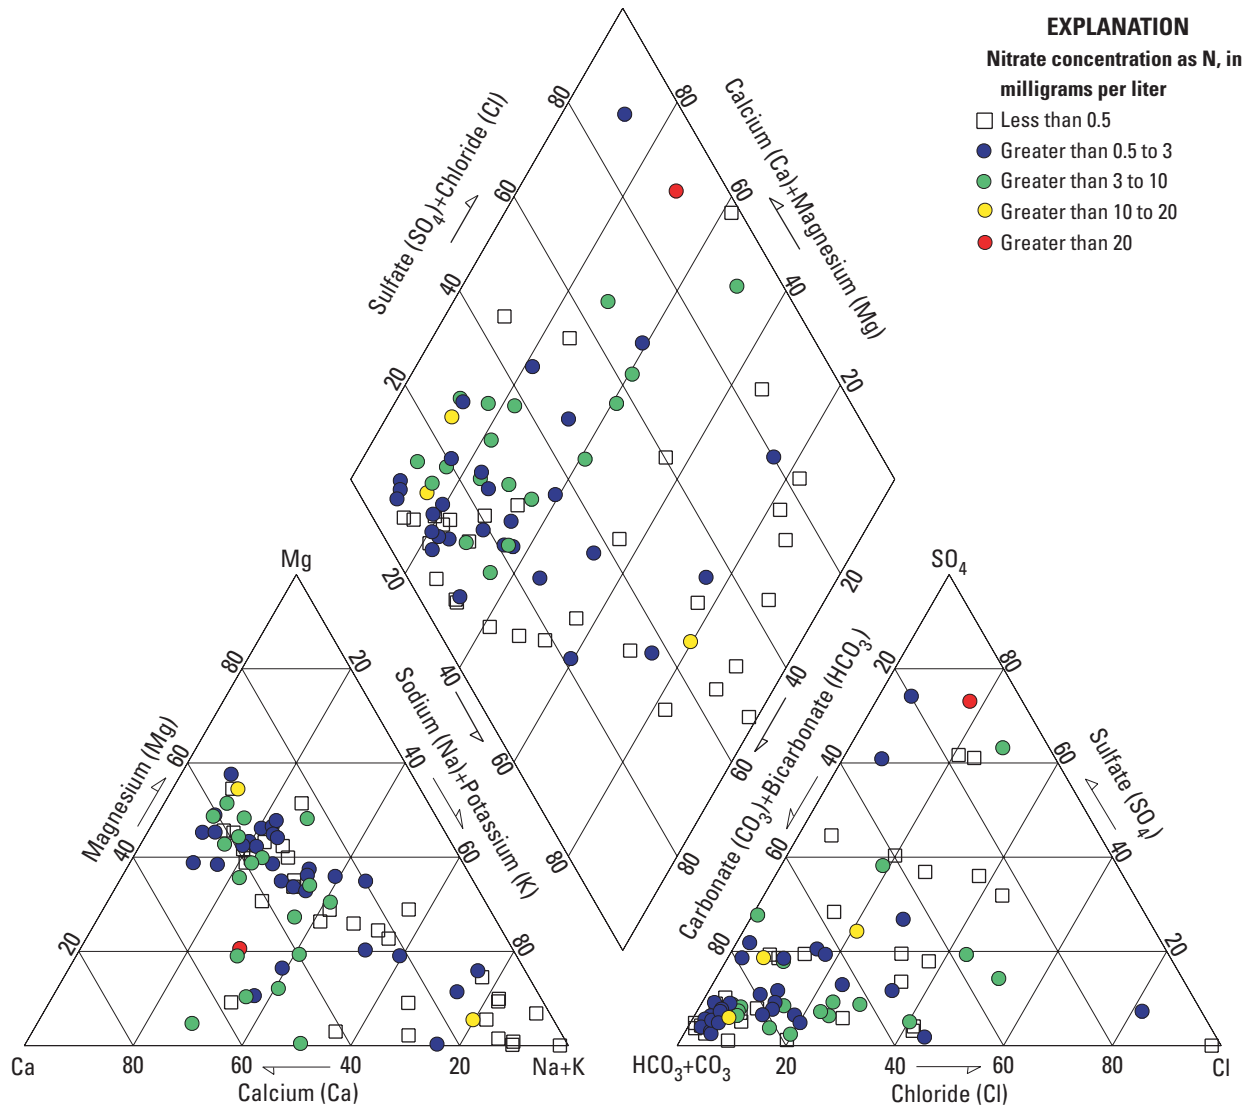 EXPLANATION
Nitrate concentration as N, in
milligrams per liter
Less than 0.5
Greater than 0.5 to 3
Greater than 3 to 10
Greater than 10 to 20
Greater than 20
Sulfate (SO4)+Chloride (Cl)
Calcium (Ca)+Magnesium (Mg)
80
80
60
60
40
40
20
20
20
20
40
40
60
60
80
80
Mg
SO4
Magnesium (Mg)
Sodium (Na)+Potassium (K)
Carbonate (CO3)+Bicarbonate (HCO3)
Sulfate (SO4)
80
20
20
80
60
40
40
60
40
60
60
40
20
80
80
20
Ca
80
60
40
20
Na+K
HCO3+CO3
20
40
60
80
Cl
Calcium (Ca)
Chloride (Cl)